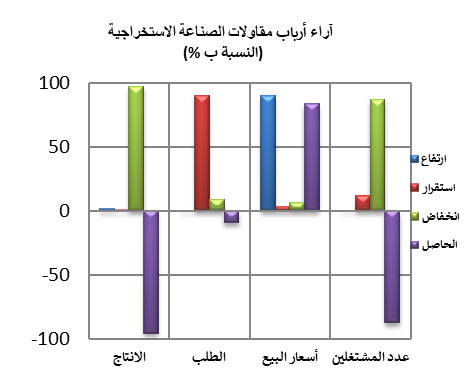 آراء أرباب مقاولات الصناعة الاستخراجية
(النسبة ب %)
100
50
0
-50
-100
الانتاج
الطلب
أسعار البيع
عدد المشتغلين
ارتفاع
استقرار
انخفاض
الحاصل